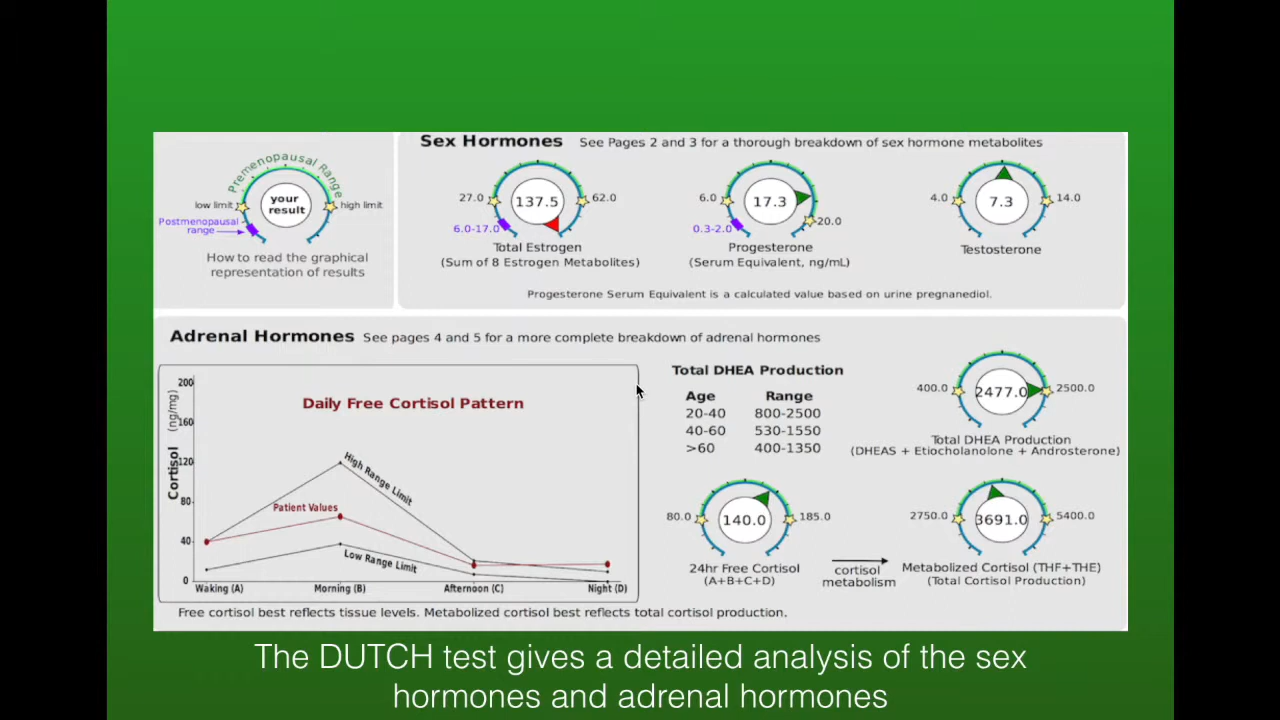 Premenopausal Range
low limit
your
result
high limit
Postmenopausal
range
How to read the graphical
representation of results
Sex Hormones See Pages 2 and 3 for a thorough breakdown of sex hormone metabolites
27.0 137.5 62.0
6.0-17.0
Total Estrogen
(Sum of 8 Estrogen Metabolites)
6.0 17.3 20.0
0.3-2.0
Progesterone
(Serum Equivalent, ng/mL)
4.0 7.3 14.0
Testosterone
Progesterone Serum Equivalent is a calculated value based on urine pregnanediol.
Adrenal Hormones See pages 4 and 5 for a more complete breakdown of adrenal hormones
Daily Free Cortisol Pattern
Cortisol (ng/mg)
200
160
120
80
40
0
High Range Limit
Patient Values
Low Range Limit
Waking (A) Morning (B) Afternoon (C) Night (D)
Total DHEA Production
Age Range
20-40 800-2500
40-60 530-1550
>60 400-1350
400.0 2477.0 2500.0
Total DHEA Production
(DHEAS + Etiocholanolone + Androsterone)
80.0 140.0 185.0
24hr Free Cortisol
(A+B+C+D)
cortisol
metabolism
2750.0 3691.0 5400.0
Metabolized Cortisol (THF+THE)
(Total Cortisol Production)
Free cortisol best reflects tissue levels. Metabolized cortisol best reflects total cortisol production.
The DUTCH test gives a detailed analysis of the sex
hormones and adrenal hormones